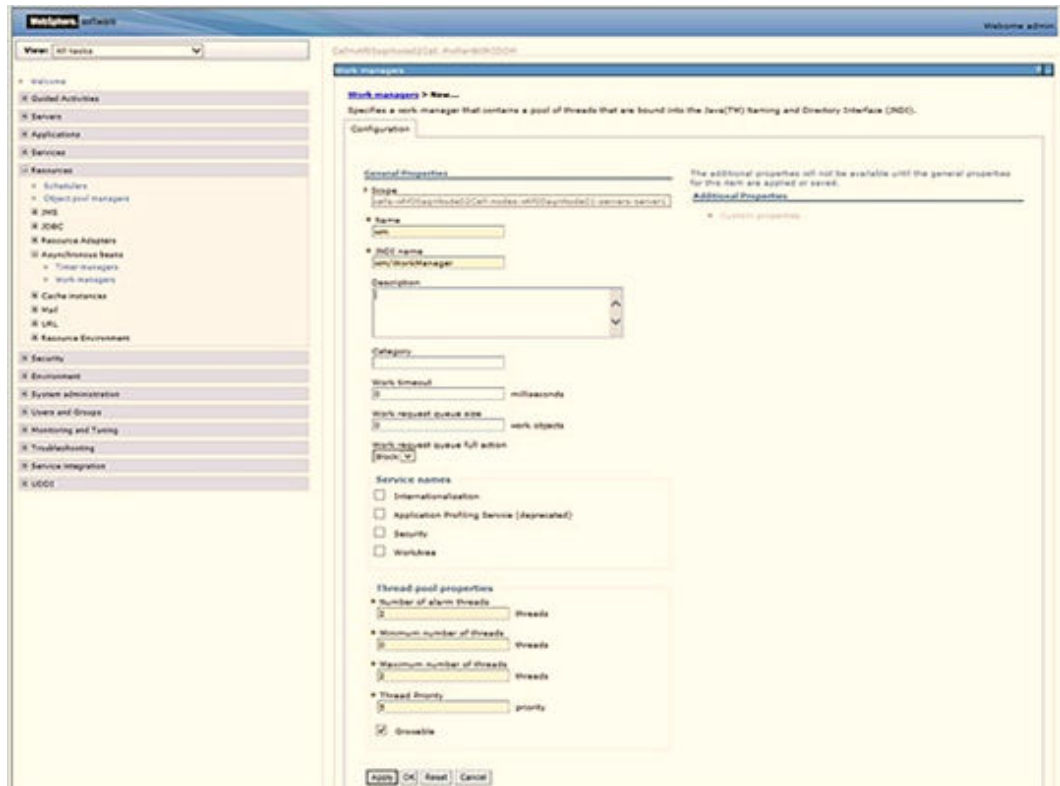 WebSphere. software
Welcome admin
View: All tasks
Welcome
Guided Activities
Servers
Applications
Services
Resources
Schedulers
Object pool managers
JMS
JDBC
Resource Adapters
Asynchronous beans
Timer managers
Work managers
Cache instances
Mail
URL
Resource Environment
Security
Environment
System administration
Users and Groups
Monitoring and Tuning
Troubleshooting
Service integration
UDDI
Work managers
?
Work managers > New...
Specifies a work manager that contains a pool of threads that are bound into the Java(TM) Naming and Directory Interface (JNDI).
Configuration
General Properties
* Scope
* Name
wm
* JNDI name
wm/WorkManager
Description
Category
Work timeout
0 milliseconds
Work request queue size
0 work objects
Work request queue full action
Block
Service names
Internationalization
Application Profiling Service (deprecated)
Security
WorkArea
Thread pool properties
* Number of alarm threads
2 threads
* Minimum number of threads
0 threads
* Maximum number of threads
2 threads
* Thread Priority
5 priority
Growable
Apply OK Reset Cancel
The additional properties will not be available until the general properties
for this item are applied or saved.
Additional Properties
Custom properties